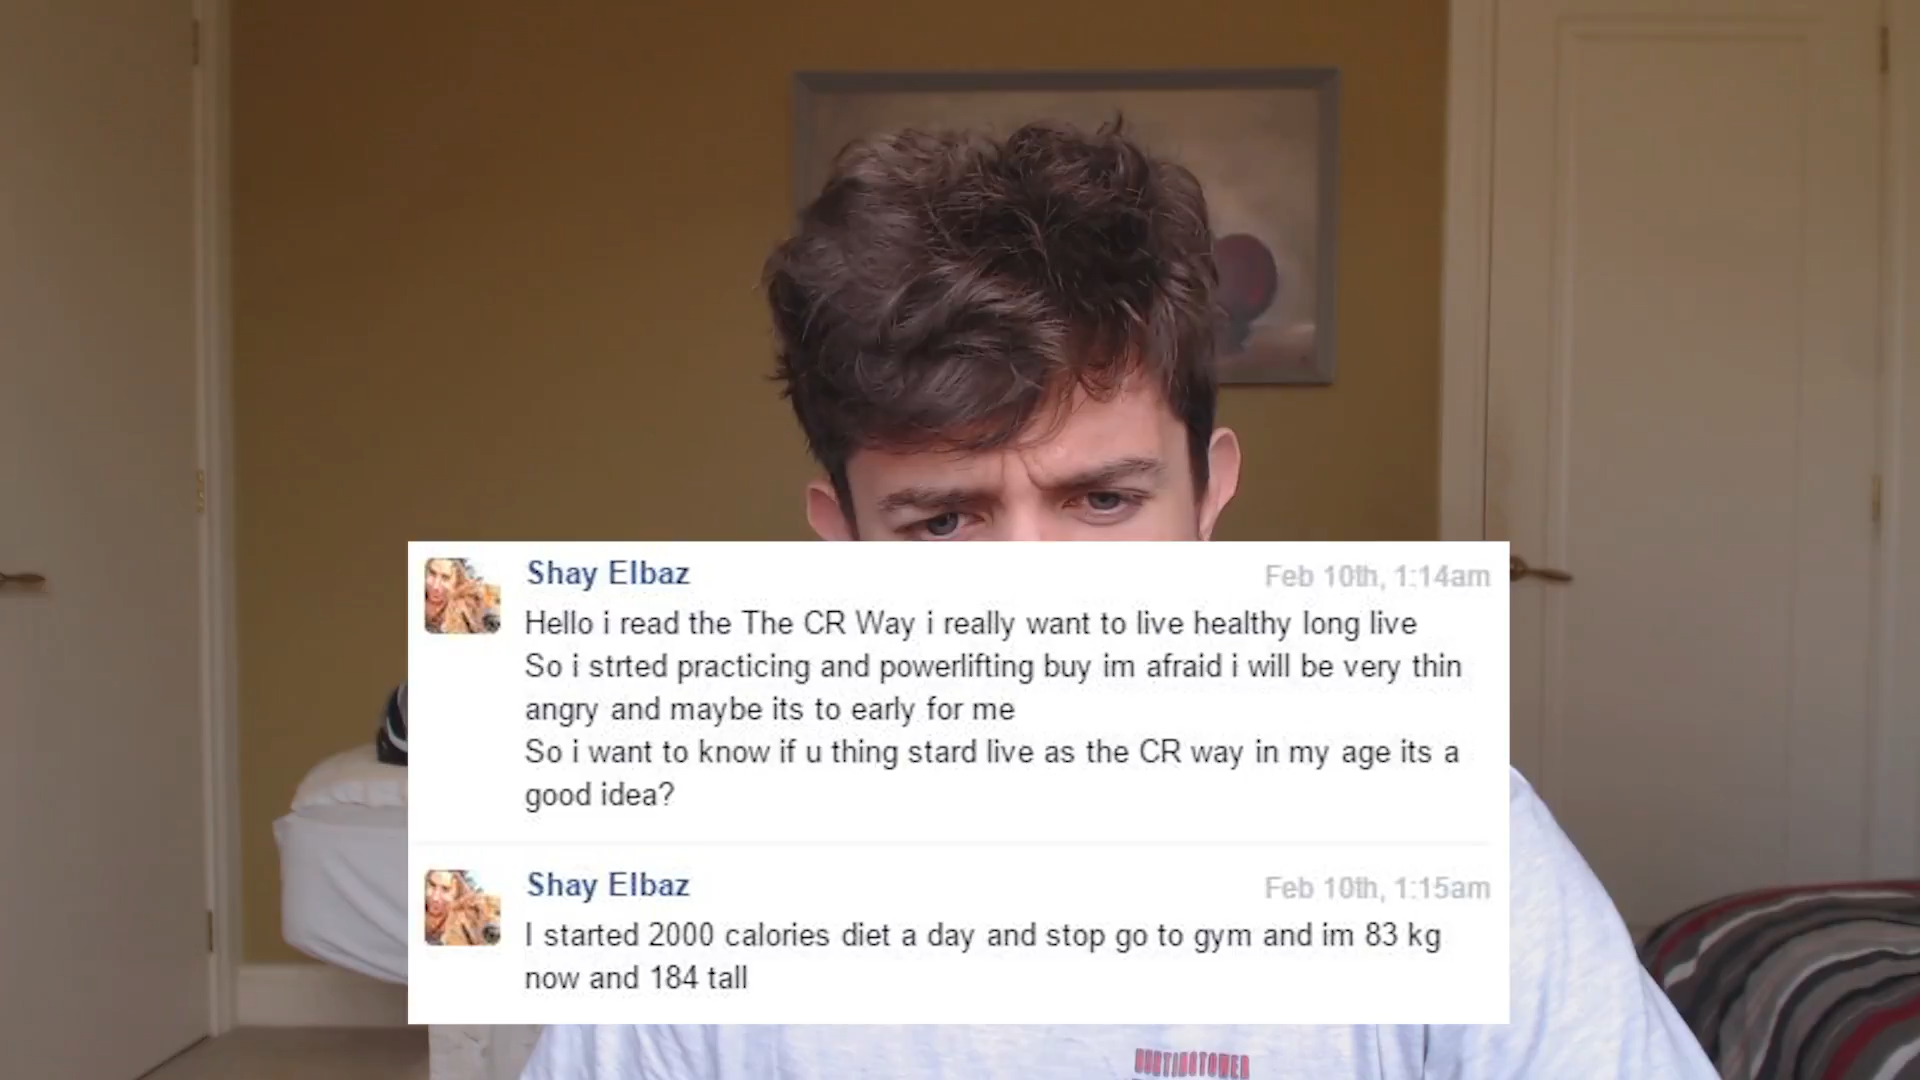 Shay Elbaz
Feb 10th, 1:14am
Hello i read the The CR Way i really want to live healthy long live
So i strted practicing and powerlifting buy im afraid i will be very thin
angry and maybe its to early for me
So i want to know if u thing stard live as the CR way in my age its a
good idea?
Shay Elbaz
Feb 10th, 1:15am
I started 2000 calories diet a day and stop go to gym and im 83 kg
now and 184 tall
HUNTINGTOWER